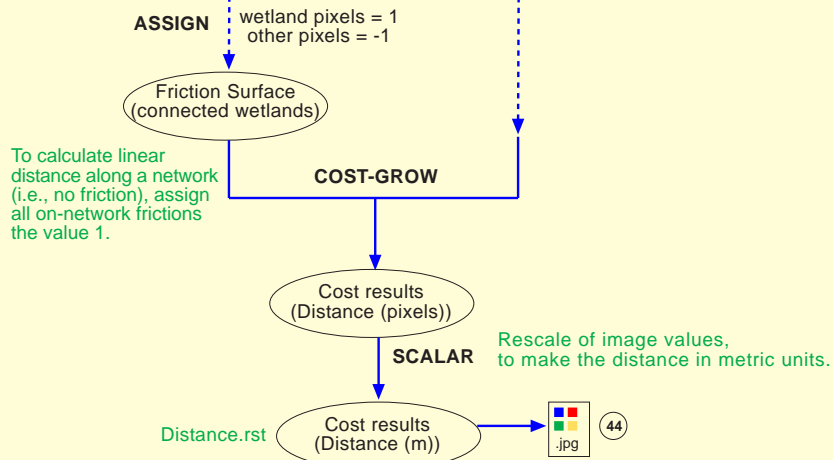 ASSIGN
wetland pixels = 1
other pixels = -1
Friction Surface
(connected wetlands)
To calculate linear
distance along a network
(i.e., no friction), assign
all on-network frictions
the value 1.
COST-GROW
Cost results
(Distance (pixels))
SCALAR
Rescale of image values,
to make the distance in metric units.
Distance.rst
Cost results
(Distance (m))
.jpg
44